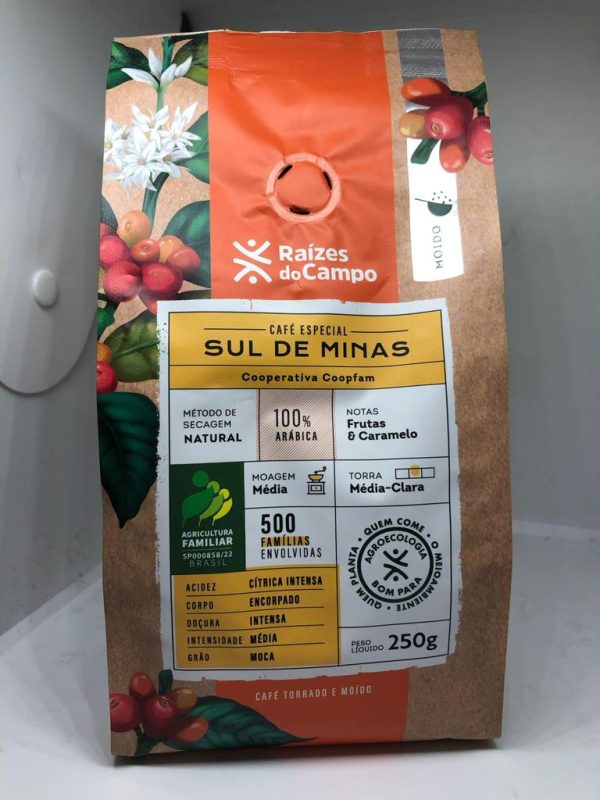 MOÍDO
Raízes
do Campo
CAFÉ ESPECIAL
SUL DE MINAS
Cooperativa Coopfam
MÉTODO DE
SECAGEM
NATURAL
100%
ARÁBICA
NOTAS
Frutas
& Caramelo
AGRICULTURA
FAMILIAR
SP000858/22
BRASIL
MOAGEM
Média
TORRA
Média-Clara
500
FAMÍLIAS
ENVOLVIDAS
QUEM PLANTA • QUEM COME • O MEIO AMBIENTE •
AGROECOLOGIA
BOM PARA
ACIDEZ CÍTRICA INTENSA
CORPO ENCORPADO
DOÇURA INTENSA
INTENSIDADE MÉDIA
GRÃO MOCA
PESO
LÍQUIDO 250g
CAFÉ TORRADO E MOÍDO